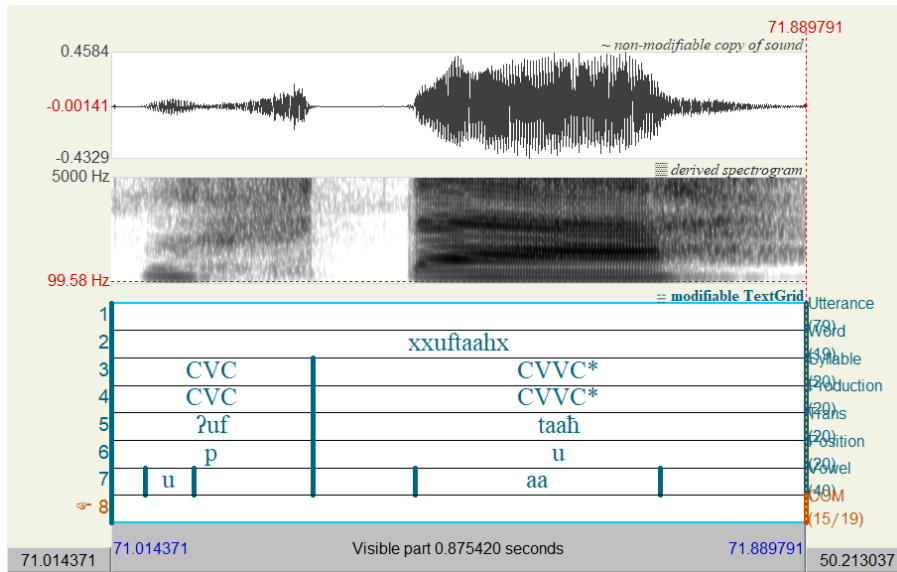 71.889791
0.4584
~ non-modifiable copy of sound
-0.00141
-0.4329
5000 Hz
derived spectrogram
99.58 Hz
modifiable TextGrid
1
Utterance
(79)
2 xxuftaahx Word
(19)
3 CVC CVVC* Syllable
(20)
4 CVC CVVC* Production
(20)
5 ʔuf taaħ Trans
(20)
6 p u Position
(20)
7 u aa Vowel
(40)
8 COM
(15/19)
71.014371 Visible part 0.875420 seconds 71.889791
71.014371 50.213037